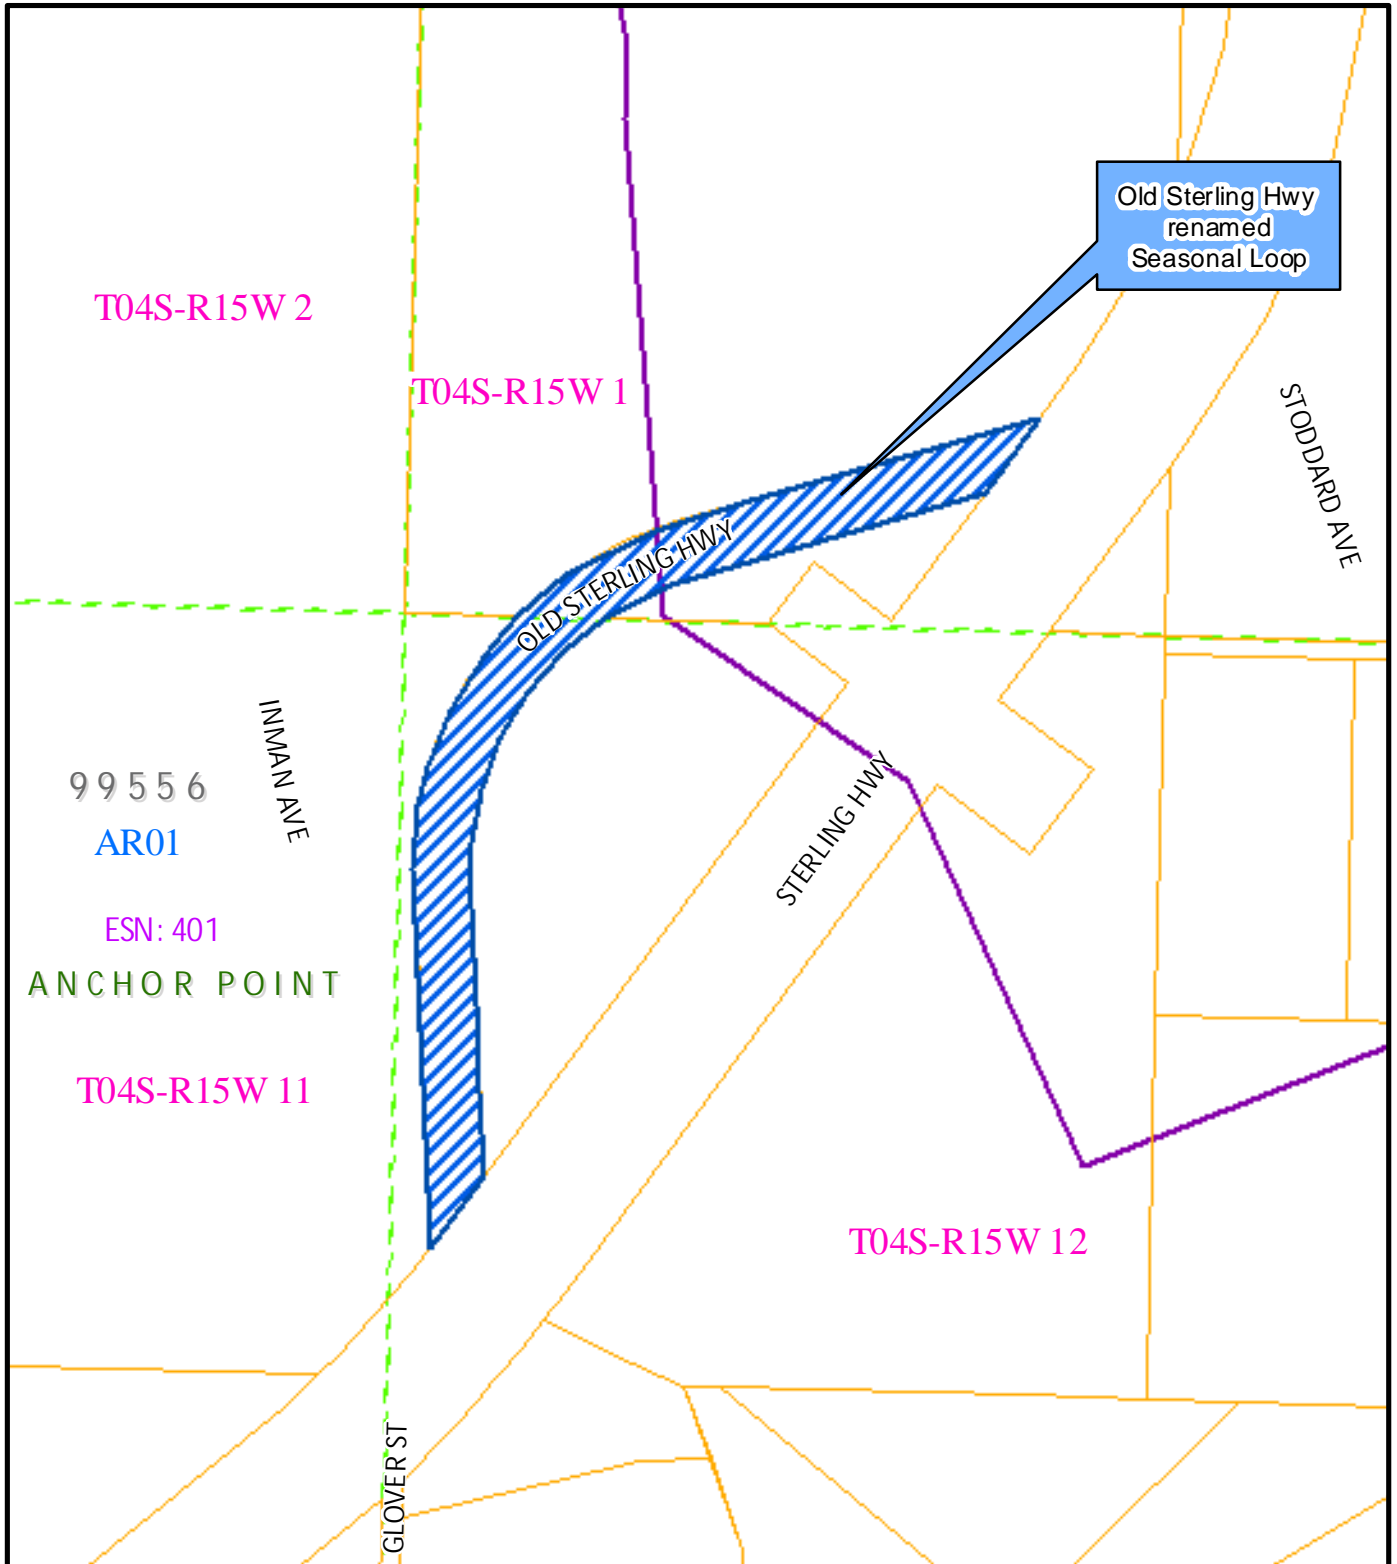 Old Sterling Hwy
renamed
Seasonal Loop
T04S-R15W 2
T04S-R15W 1
STODDARD AVE
OLD STERLING HWY
INMAN AVE
99556
AR01
STERLING HWY
ESN: 401
ANCHOR POINT
T04S-R15W 11
T04S-R15W 12
GLOVER ST